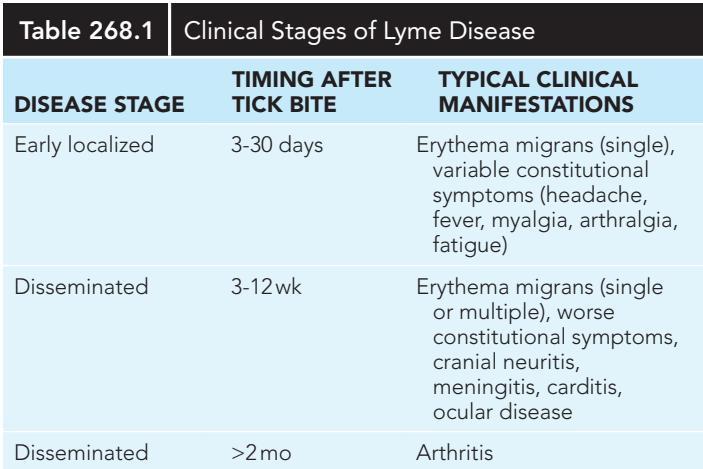 Table 268.1 Clinical Stages of Lyme Disease
DISEASE STAGE TIMING AFTER TICK BITE TYPICAL CLINICAL MANIFESTATIONS
Early localized 3-30 days Erythema migrans (single),
variable constitutional
symptoms (headache,
fever, myalgia, arthralgia,
fatigue)
Disseminated 3-12 wk Erythema migrans (single
or multiple), worse
constitutional symptoms,
cranial neuritis,
meningitis, carditis,
ocular disease
Disseminated >2 mo Arthritis